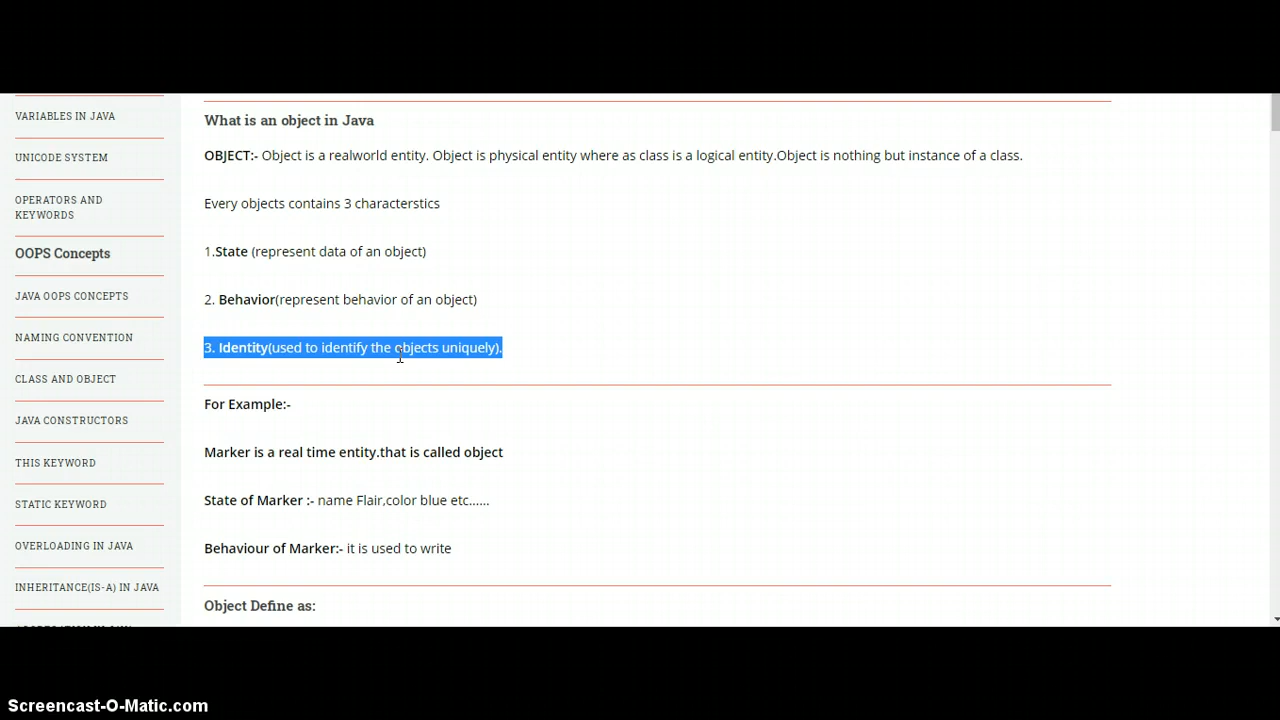 VARIABLES IN JAVA
UNICODE SYSTEM
OPERATORS AND
KEYWORDS
OOPS Concepts
JAVA OOPS CONCEPTS
NAMING CONVENTION
CLASS AND OBJECT
JAVA CONSTRUCTORS
THIS KEYWORD
STATIC KEYWORD
OVERLOADING IN JAVA
INHERITANCE(IS-A) IN JAVA
What is an object in Java
OBJECT:- Object is a realworld entity. Object is physical entity where as class is a logical entity.Object is nothing but instance of a class.
Every objects contains 3 characterstics
1.State (represent data of an object)
2. Behavior(represent behavior of an object)
3. Identity(used to identify the objects uniquely).
For Example:-
Marker is a real time entity.that is called object
State of Marker :- name Flair,color blue etc......
Behaviour of Marker:- it is used to write
Object Define as:
Screencast-O-Matic.com